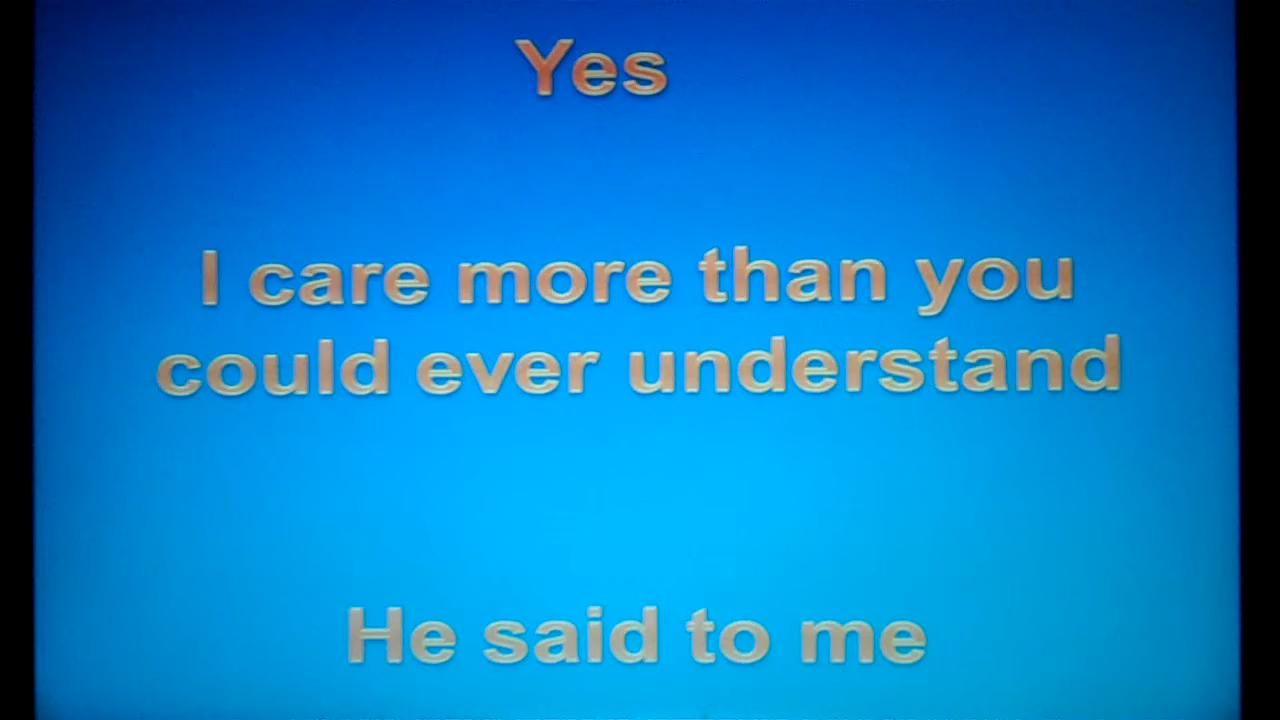 Yes
I care more than you
could ever understand
He said to me